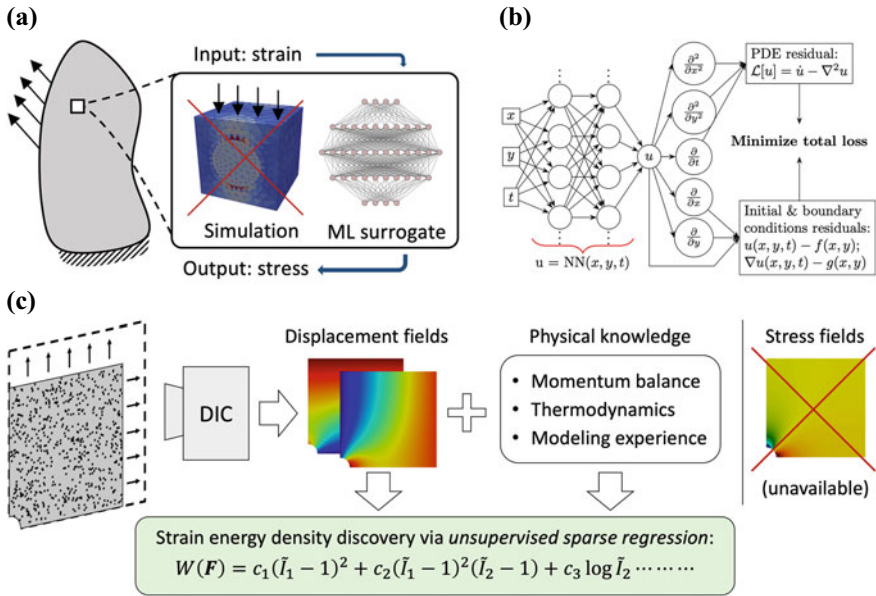 (a)
Input: strain
Simulation
ML surrogate
Output: stress
(b)
x
y
t
u
∂²/∂x²
∂²/∂y²
∂/∂t
∂/∂x
∂/∂y
u = NN(x, y, t)
PDE residual:
ℒ[u] = u̇ − ∇²u
Minimize total loss
Initial & boundary
conditions residuals:
u(x, y, t) − f(x, y);
∇u(x, y, t) − g(x, y)
(c)
DIC
Displacement fields
Physical knowledge
• Momentum balance
• Thermodynamics
• Modeling experience
Stress fields
(unavailable)
Strain energy density discovery via unsupervised sparse regression:
W(F) = c₁(Ĩ₁ − 1)² + c₂(Ĩ₁ − 1)²(Ĩ₂ − 1) + c₃ log Ĩ₂ ⋯ ⋯ ⋯